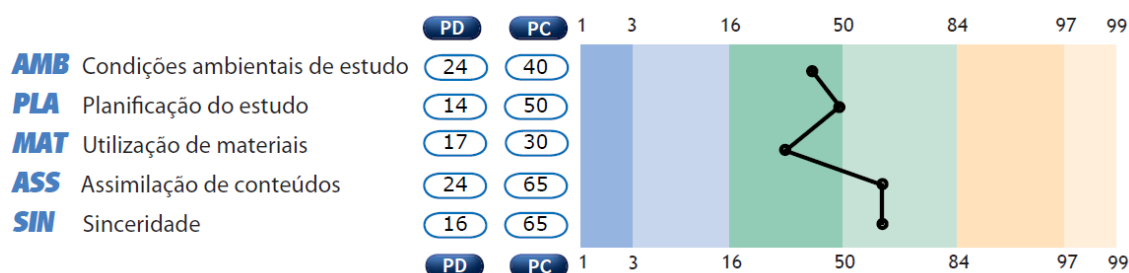 PD PC 1 3 16 50 84 97 99
AMB Condições ambientais de estudo 24 40
PLA Planificação do estudo 14 50
MAT Utilização de materiais 17 30
ASS Assimilação de conteúdos 24 65
SIN Sinceridade 16 65
PD PC 1 3 16 50 84 97 99